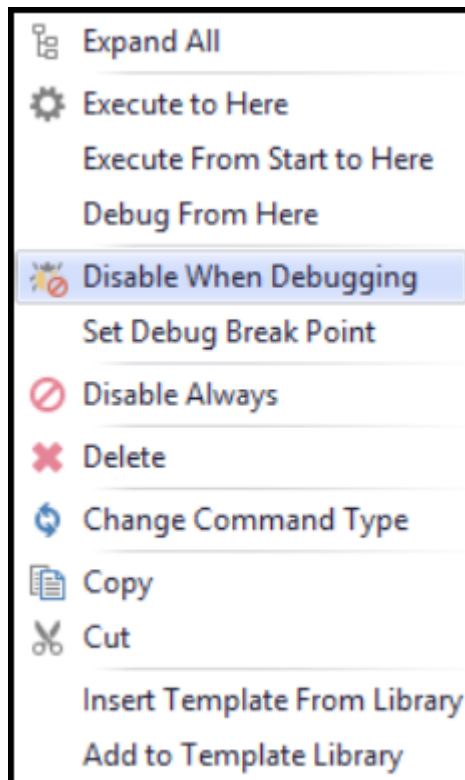 Expand All
Execute to Here
Execute From Start to Here
Debug From Here
Disable When Debugging
Set Debug Break Point
Disable Always
Delete
Change Command Type
Copy
Cut
Insert Template From Library
Add to Template Library